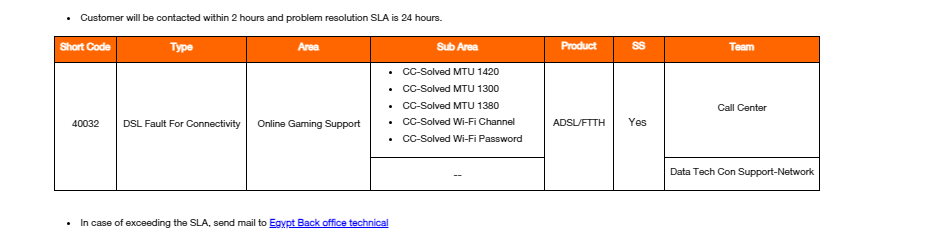 • Customer will be contacted within 2 hours and problem resolution SLA is 24 hours.
Short Code Type Area Sub Area Product SS Team
40032 DSL Fault For Connectivity Online Gaming Support
• CC-Solved MTU 1420
• CC-Solved MTU 1300
• CC-Solved MTU 1380
• CC-Solved Wi-Fi Channel
• CC-Solved Wi-Fi Password
ADSL/FTTH Yes Call Center
-- Data Tech Con Support-Network
• In case of exceeding the SLA, send mail to Egypt Back office technical